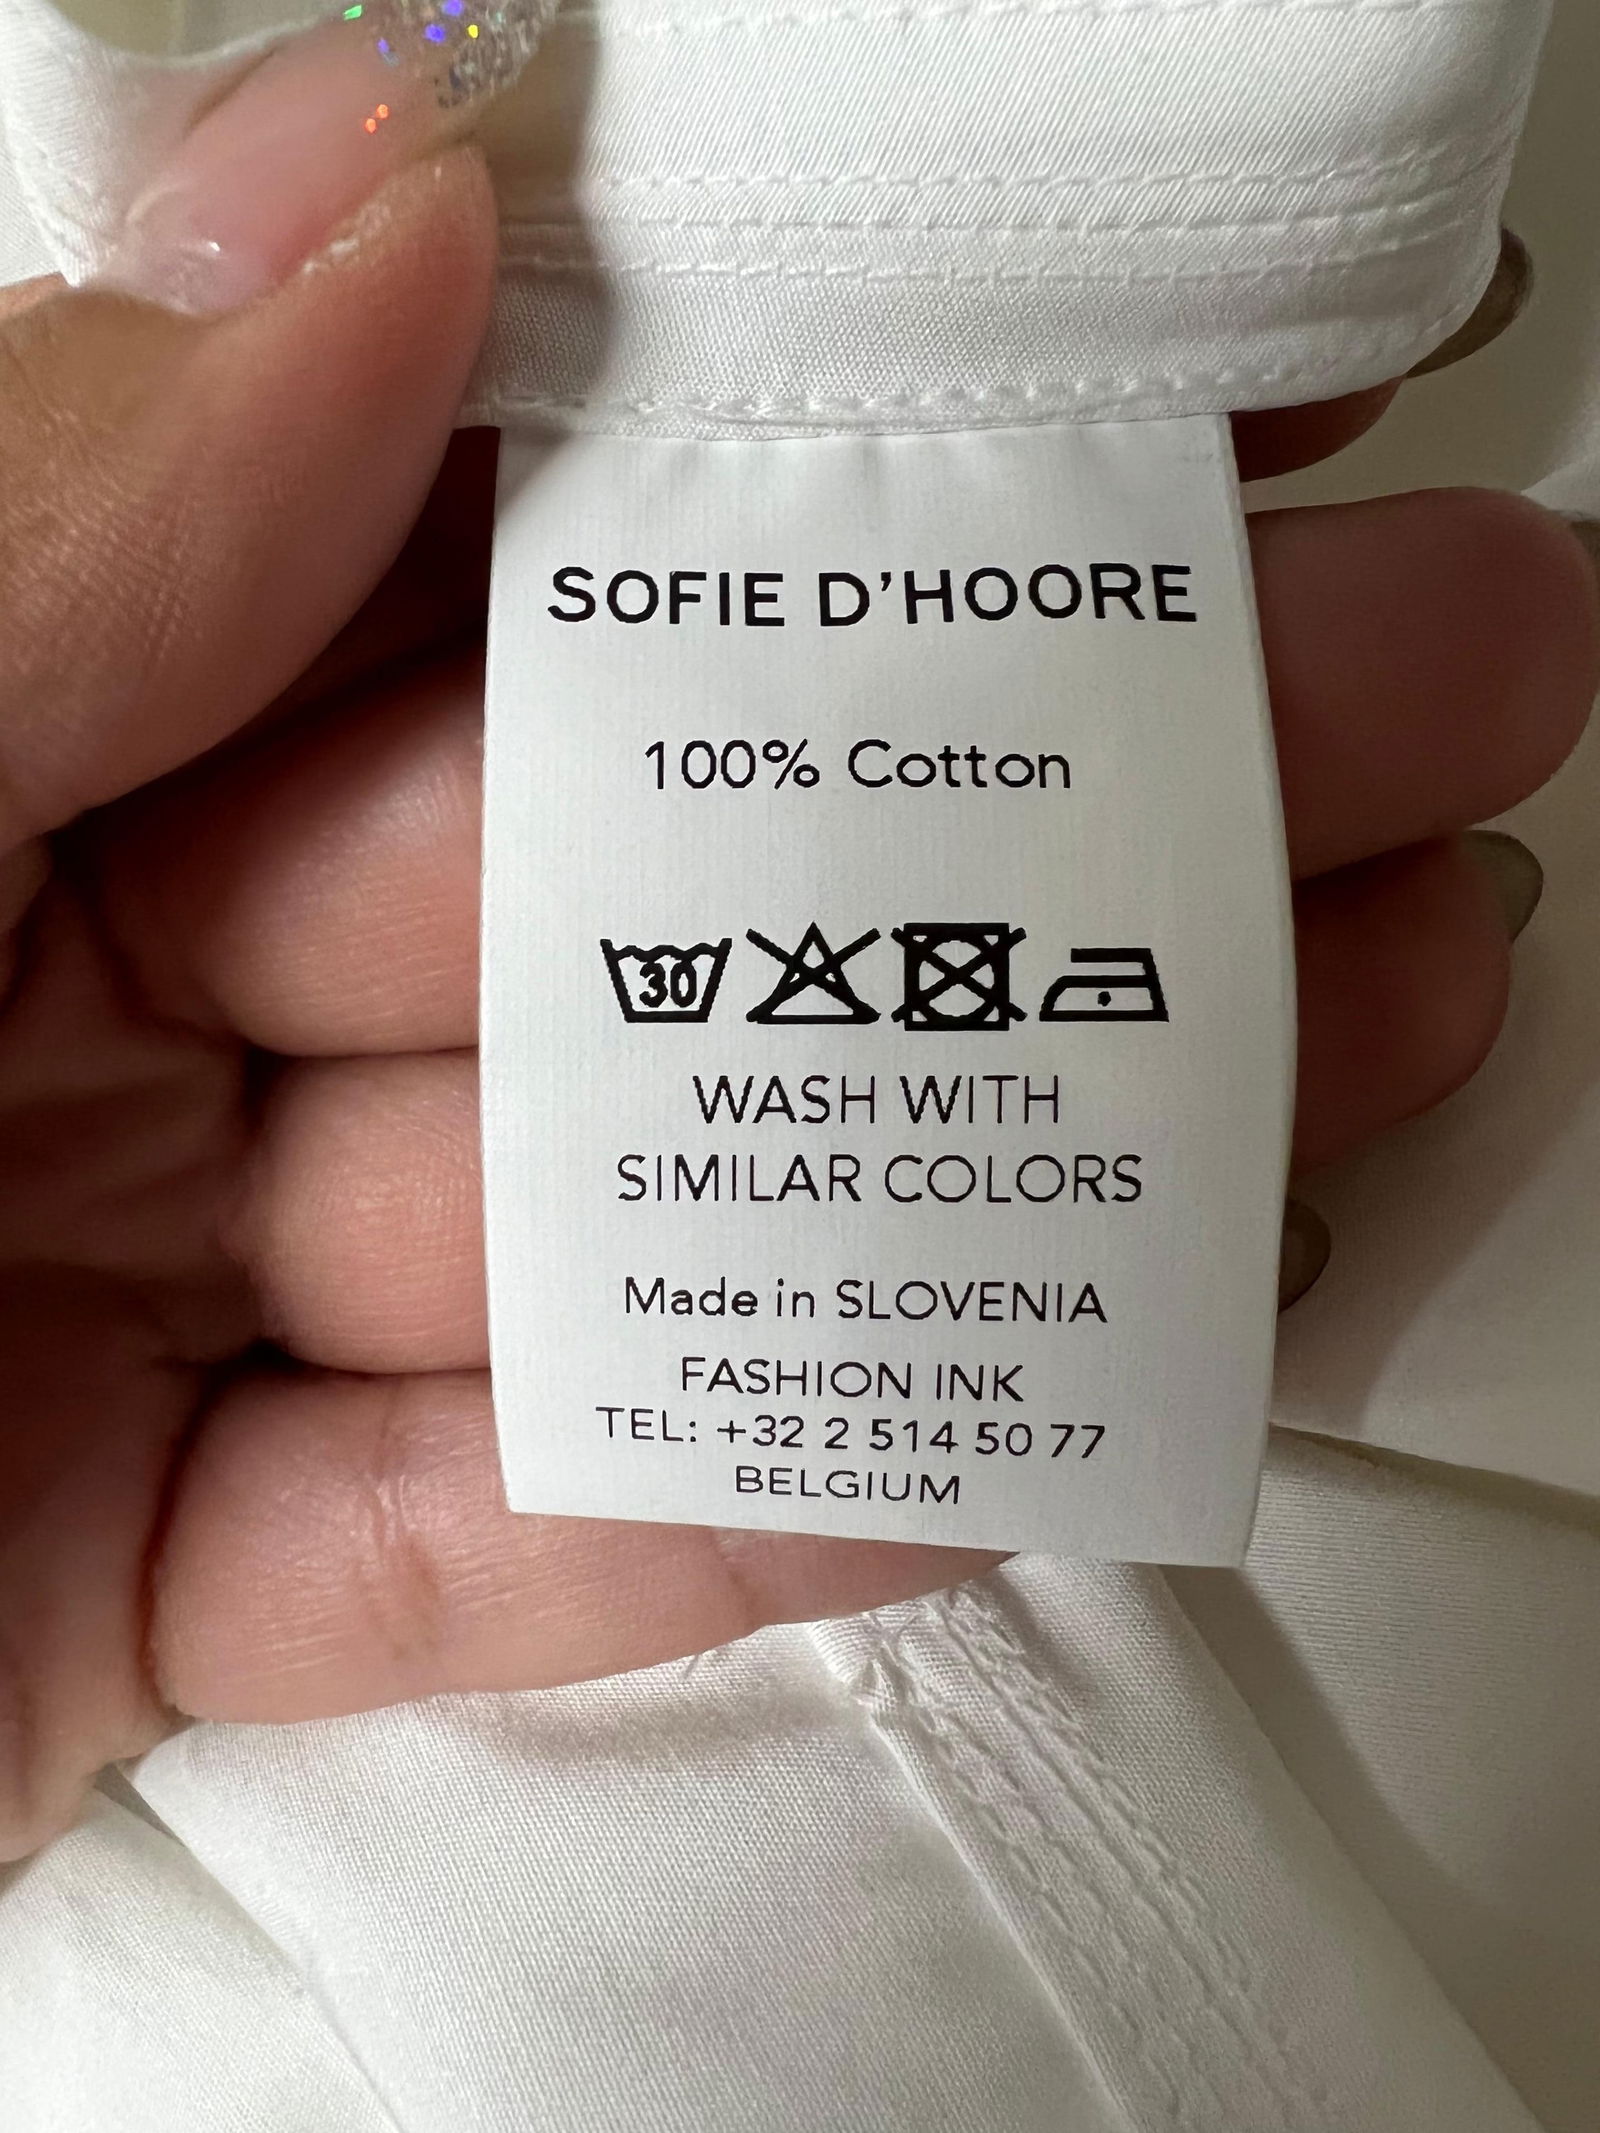 SOFIE D'HOORE
100% Cotton
30
WASH WITH
SIMILAR COLORS
Made in SLOVENIA
FASHION INK
TEL: +32 2 514 50 77
BELGIUM